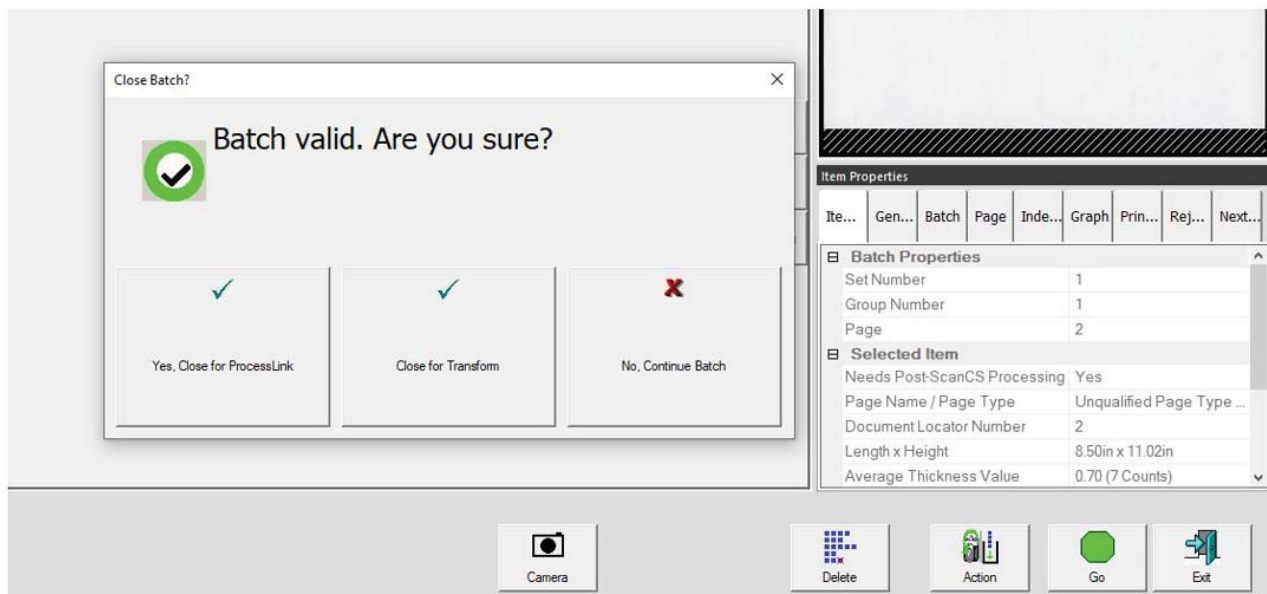 Close Batch?
Batch valid. Are you sure?
Yes, Close for ProcessLink
Close for Transform
No, Continue Batch
Item Properties
Ite... Gen... Batch Page Inde... Graph Prin... Rej... Next...
Batch Properties
Set Number 1
Group Number 1
Page 2
Selected Item
Needs Post-ScanCS Processing Yes
Page Name / Page Type Unqualified Page Type ...
Document Locator Number 2
Length x Height 8.50in x 11.02in
Average Thickness Value 0.70 (7 Counts)
Camera
Delete
Action
Go
Exit